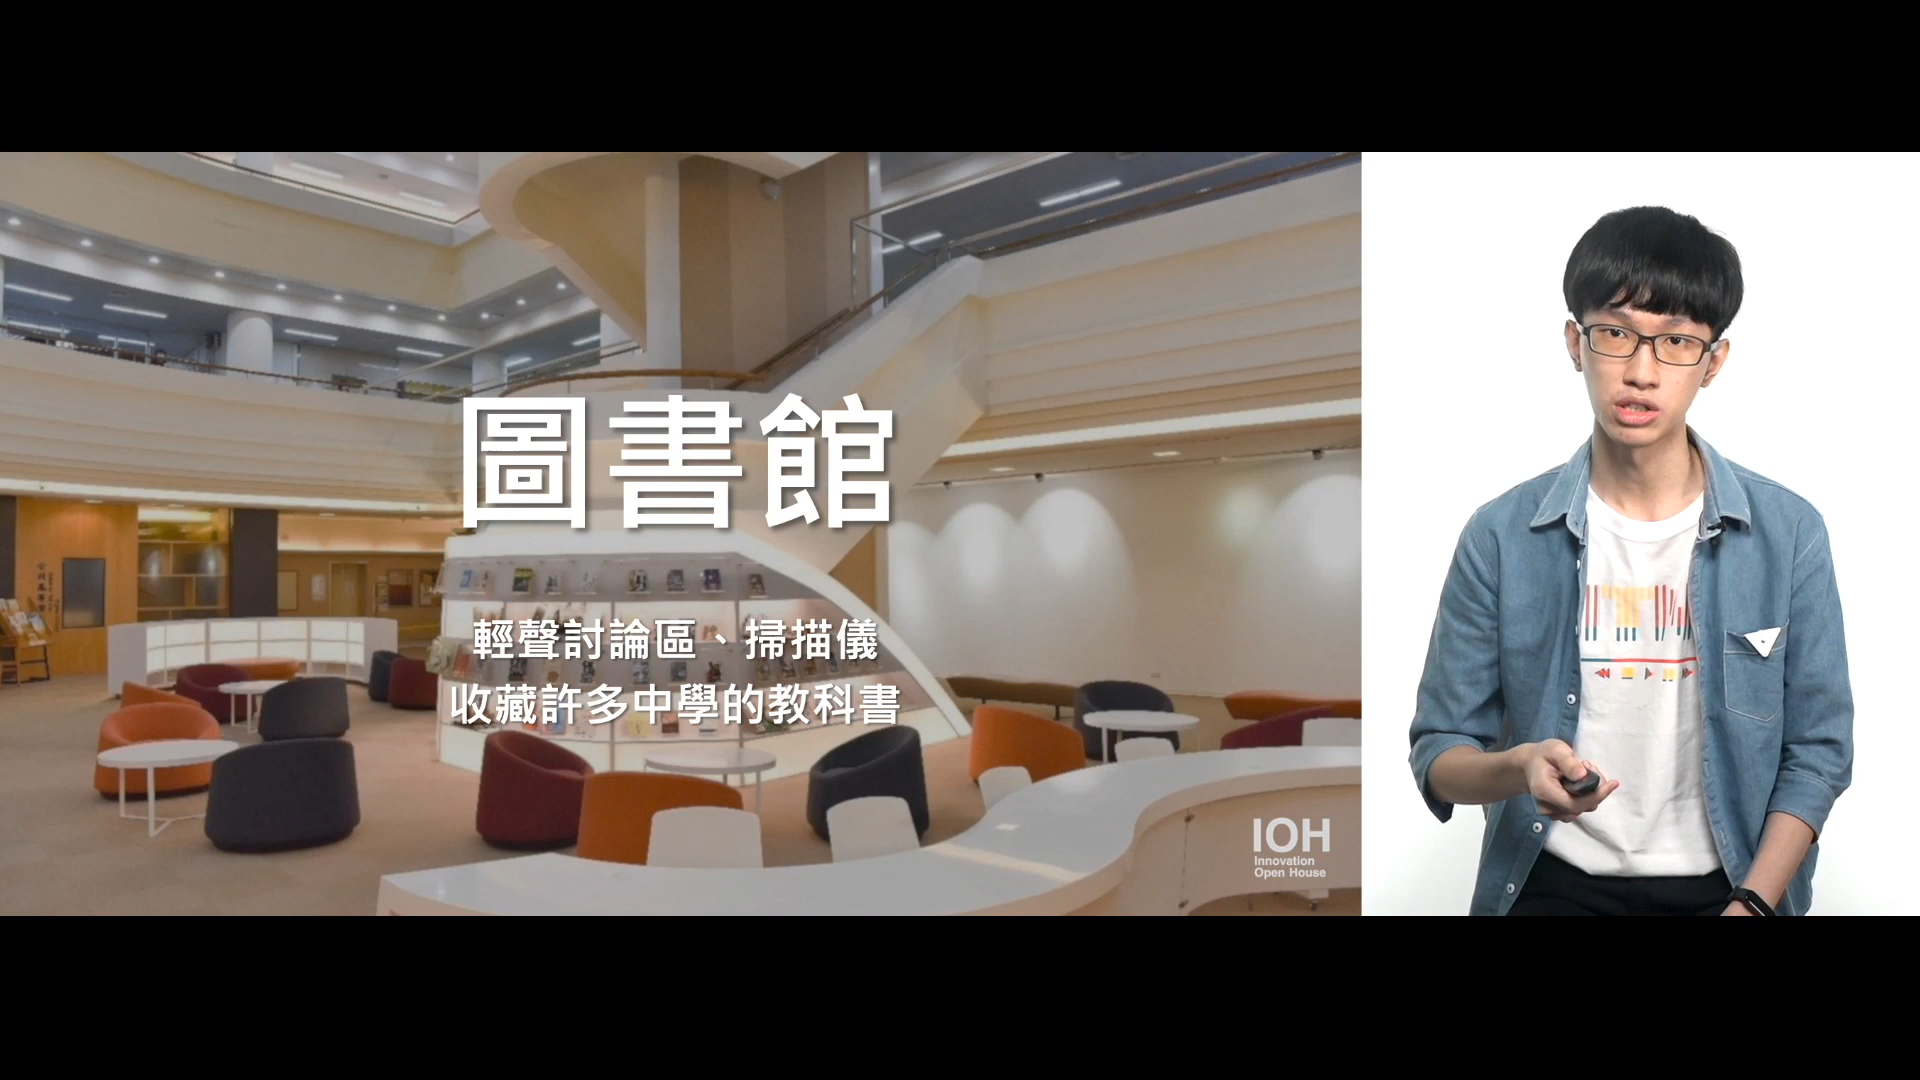 圖書館
輕聲討論區、掃描儀
收藏許多中學的教科書
IOH
Innovation
Open House